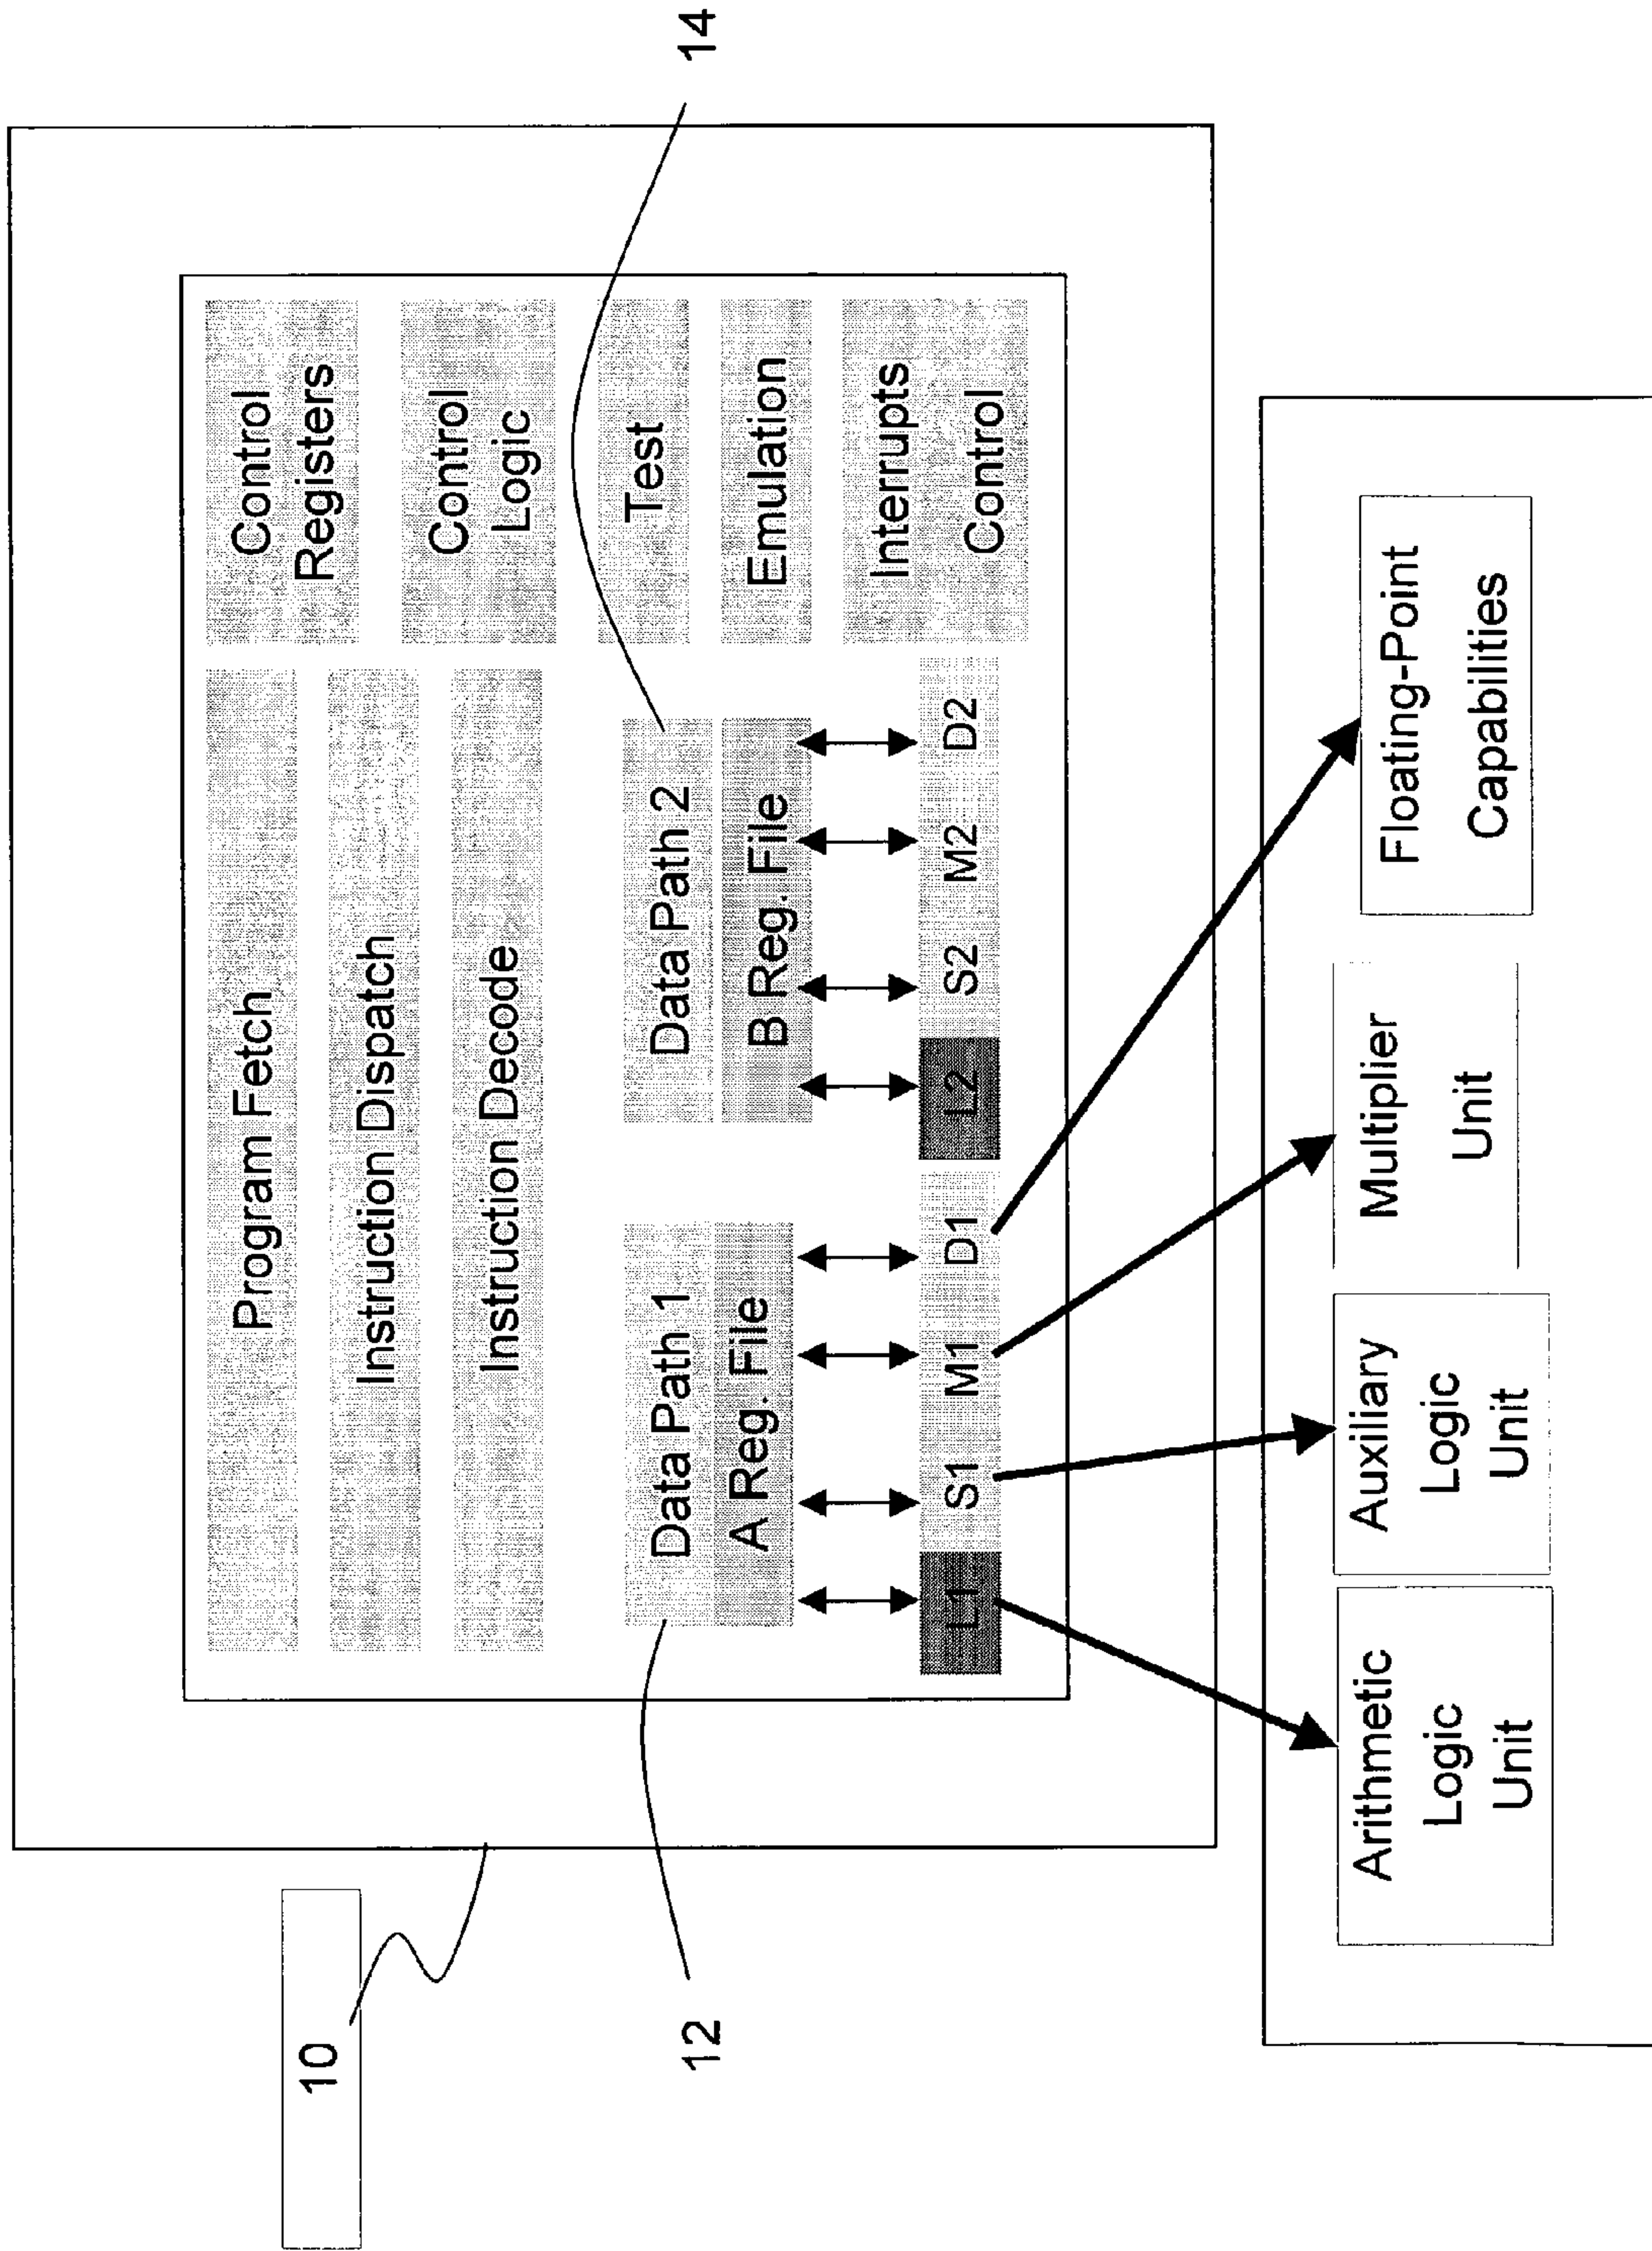 10
Program Fetch
Control
Registers
Instruction Dispatch
Control
Logic
Instruction Decode
Test
12
Data Path 1
Data Path 2
14
A Reg. File
B Reg. File
Emulation
Interrupts
Control
L1
S1
M1
D1
L2
S2
M2
D2
Arithmetic
Logic
Unit
Auxiliary
Logic
Unit
Multiplier
Unit
Floating-Point
Capabilities